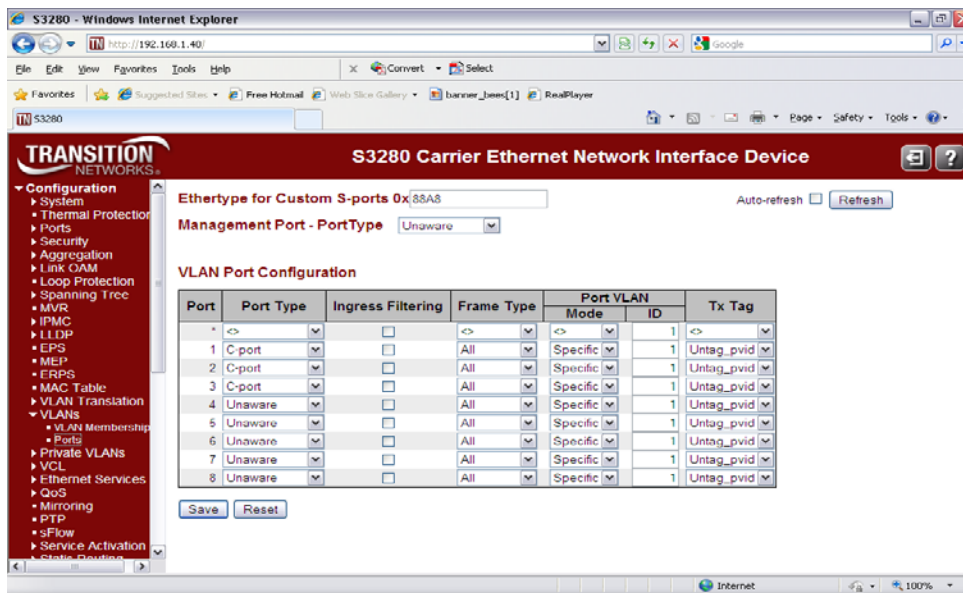 S3280 - Windows Internet Explorer
http://192.168.1.40/
Google
File Edit View Favorites Tools Help
x Convert Select
Favorites Suggested Sites Free Hotmail Web Slice Gallery banner_bees[1] RealPlayer
S3280
Page Safety Tools
TRANSITION NETWORKS®
S3280 Carrier Ethernet Network Interface Device
Configuration
System
Thermal Protection
Ports
Security
Aggregation
Link OAM
Loop Protection
Spanning Tree
MVR
IPMC
LLDP
EPS
MEP
ERPS
MAC Table
VLAN Translation
VLANs
VLAN Membership
Ports
Private VLANs
VCL
Ethernet Services
QoS
Mirroring
PTP
sFlow
Service Activation
Static Routing
Ethertype for Custom S-ports 0x 88A8
Auto-refresh Refresh
Management Port - PortType Unaware
VLAN Port Configuration
Port Port Type Ingress Filtering Frame Type Port VLAN Tx Tag
Mode ID
* <> <> <> 1 <>
1 C-port All Specific 1 Untag_pvid
2 C-port All Specific 1 Untag_pvid
3 C-port All Specific 1 Untag_pvid
4 Unaware All Specific 1 Untag_pvid
5 Unaware All Specific 1 Untag_pvid
6 Unaware All Specific 1 Untag_pvid
7 Unaware All Specific 1 Untag_pvid
8 Unaware All Specific 1 Untag_pvid
Save Reset
Internet 100%